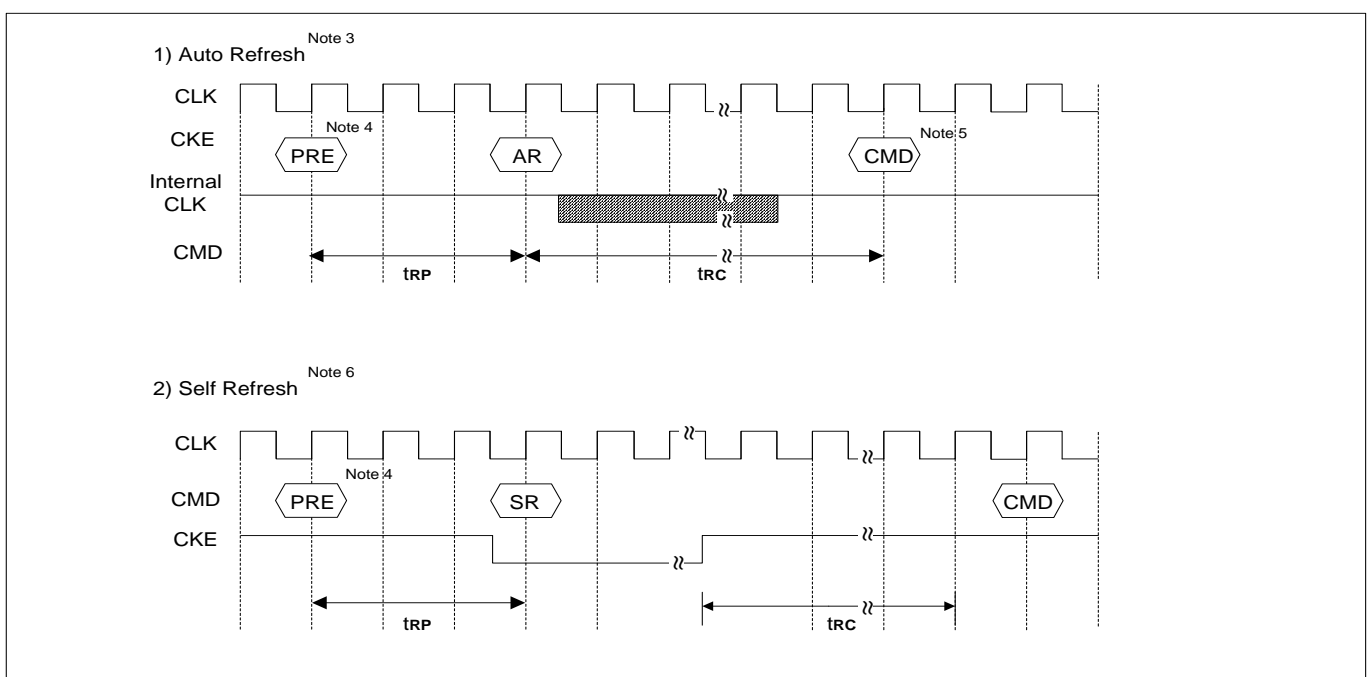 1) Auto Refresh Note 3
CLK
CKE
Note 4
Note 5
PRE
AR
CMD
Internal
CLK
CMD
tRP
tRC
2) Self Refresh Note 6
CLK
Note 4
CMD
PRE
SR
CMD
CKE
tRP
tRC